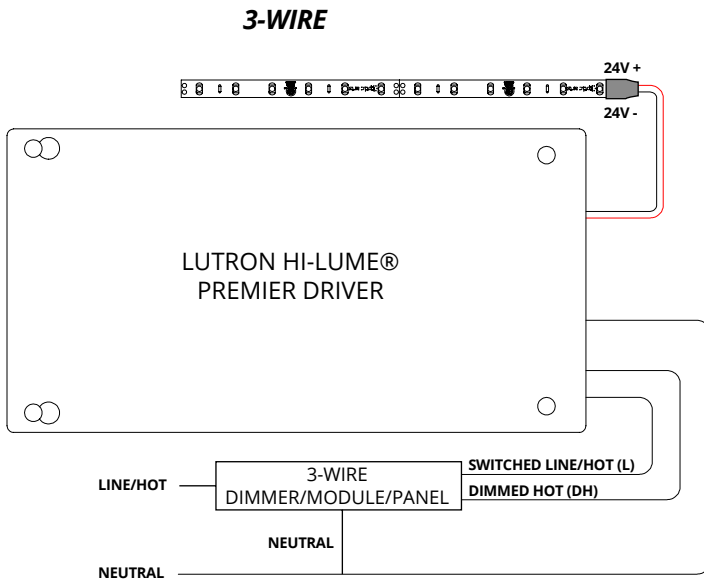 3-WIRE
24V +
24V -
LUTRON HI-LUME®
PREMIER DRIVER
SWITCHED LINE/HOT (L)
3-WIRE
LINE/HOT
DIMMER/MODULE/PANEL
DIMMED HOT (DH)
NEUTRAL
NEUTRAL